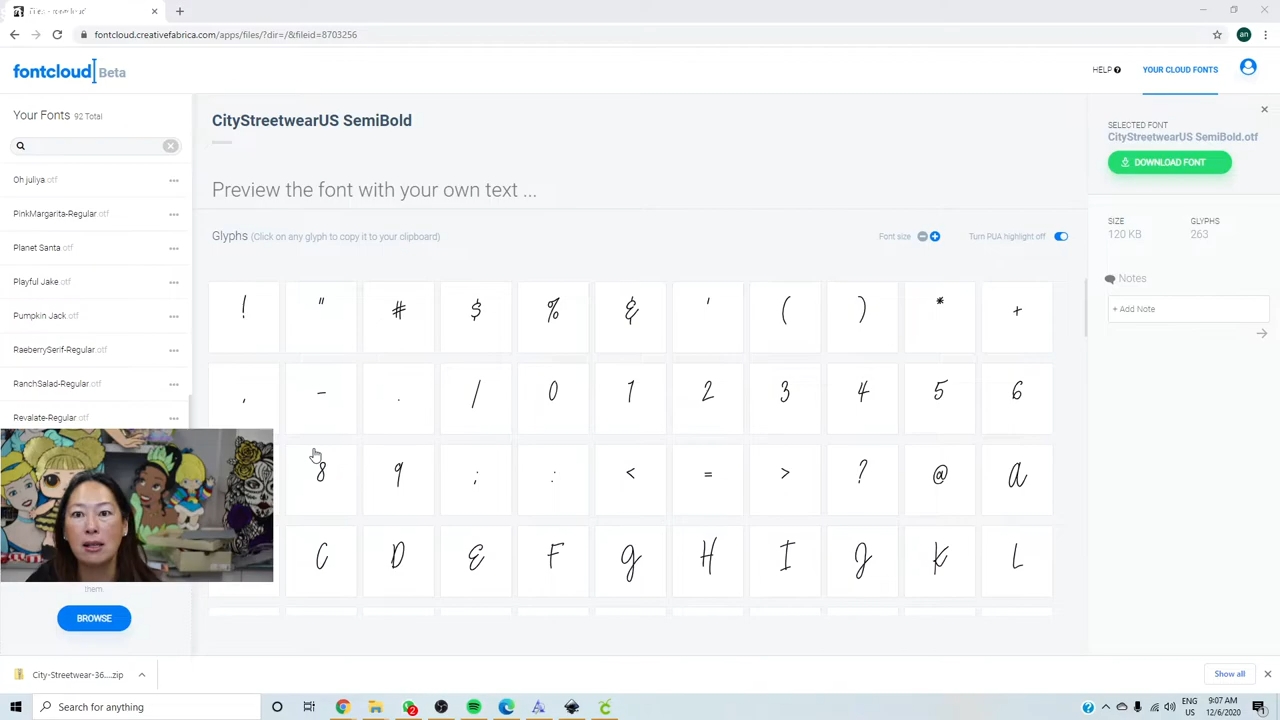 fontcloud.creativefabrica.com/apps/files/?dir=/&fileid=8703256
an
fontcloud Beta
HELP
YOUR CLOUD FONTS
Your Fonts 92 Total
Oh juliya.otf
PInkMargarita-Regular.otf
Planet Santa.otf
Playful Jake.otf
Pumpkin Jack.otf
RaeberrySerif-Regular.otf
RanchSalad-Regular.otf
Revalate-Regular.otf
them.
BROWSE
CityStreetwearUS SemiBold
Preview the font with your own text ...
Glyphs (Click on any glyph to copy it to your clipboard)
Font size
Turn PUA highlight off
! " # $ % & ' ( ) * +
, - . / 0 1 2 3 4 5 6
8 9 ; : < = > ? @ A
C D E F G H I J K L
SELECTED FONT
CityStreetwearUS SemiBold.otf
DOWNLOAD FONT
SIZE
GLYPHS
120 KB
263
Notes
+ Add Note
City-Streetwear-36....zip
Show all
Search for anything
2
ENG
US
9:07 AM
12/6/2020